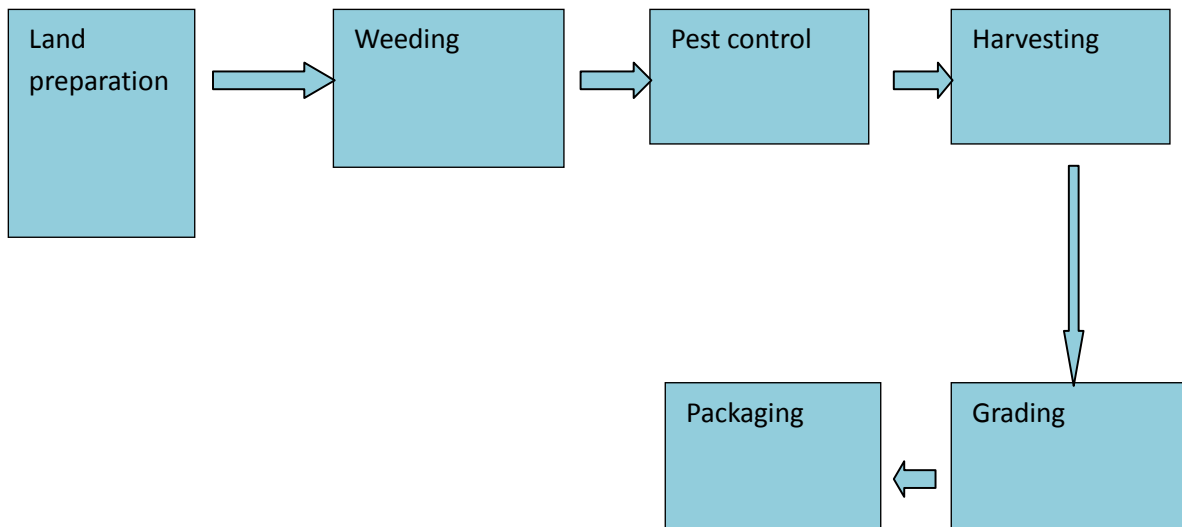 Land
preparation
Weeding
Pest control
Harvesting
Grading
Packaging